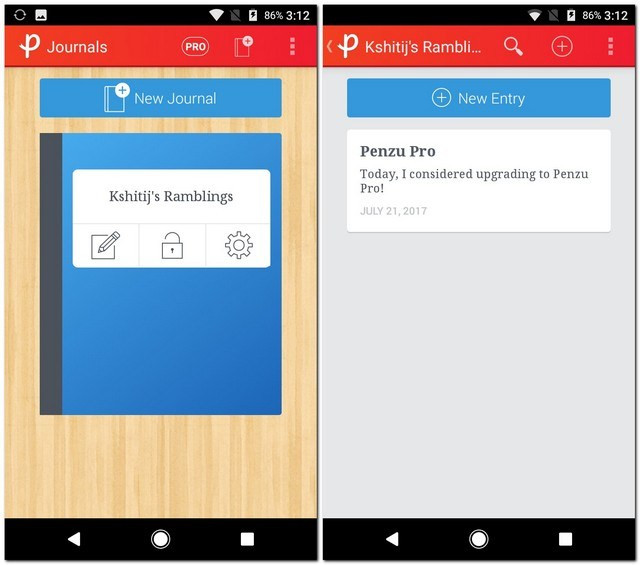 86% 3:12
Journals PRO
New Journal
Kshitij's Ramblings
86% 3:12
Kshitij's Rambli...
New Entry
Penzu Pro
Today, I considered upgrading to Penzu
Pro!
JULY 21, 2017